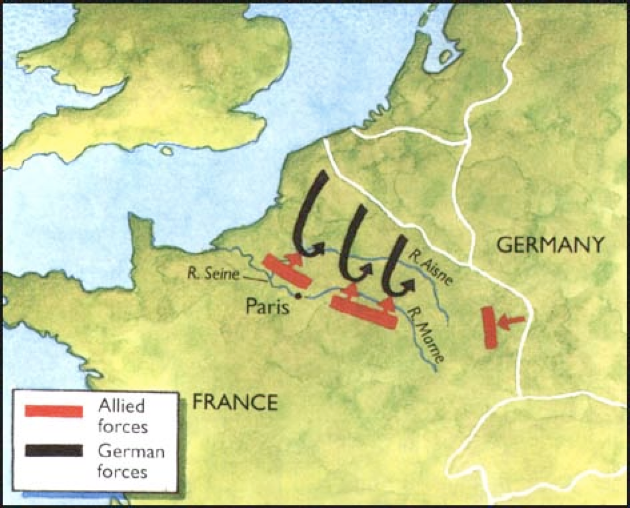 GERMANY
R. Aisne
R. Seine
Paris
R. Marne
FRANCE
Allied
forces
German
forces